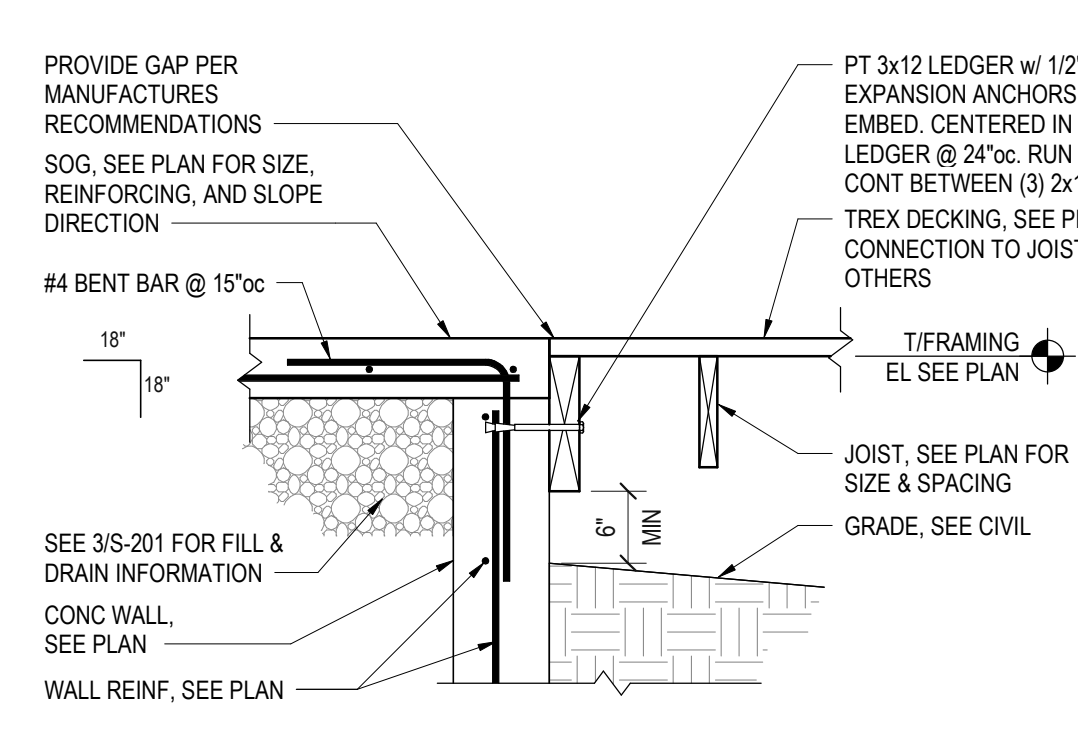 PROVIDE GAP PER
MANUFACTURES
RECOMMENDATIONS
SOG, SEE PLAN FOR SIZE,
REINFORCING, AND SLOPE
DIRECTION
#4 BENT BAR @ 15"oc
18"
18"
SEE 3/S-201 FOR FILL &
DRAIN INFORMATION
CONC WALL,
SEE PLAN
WALL REINF, SEE PLAN
PT 3x12 LEDGER w/ 1/2"
EXPANSION ANCHORS
EMBED. CENTERED IN
LEDGER @ 24"oc. RUN
CONT BETWEEN (3)
TREX DECKING, SEE
CONNECTION TO
OTHERS
T/FRAMING
EL SEE PLAN
JOIST, SEE PLAN FOR
SIZE & SPACING
GRADE, SEE CIVIL
6"
MIN